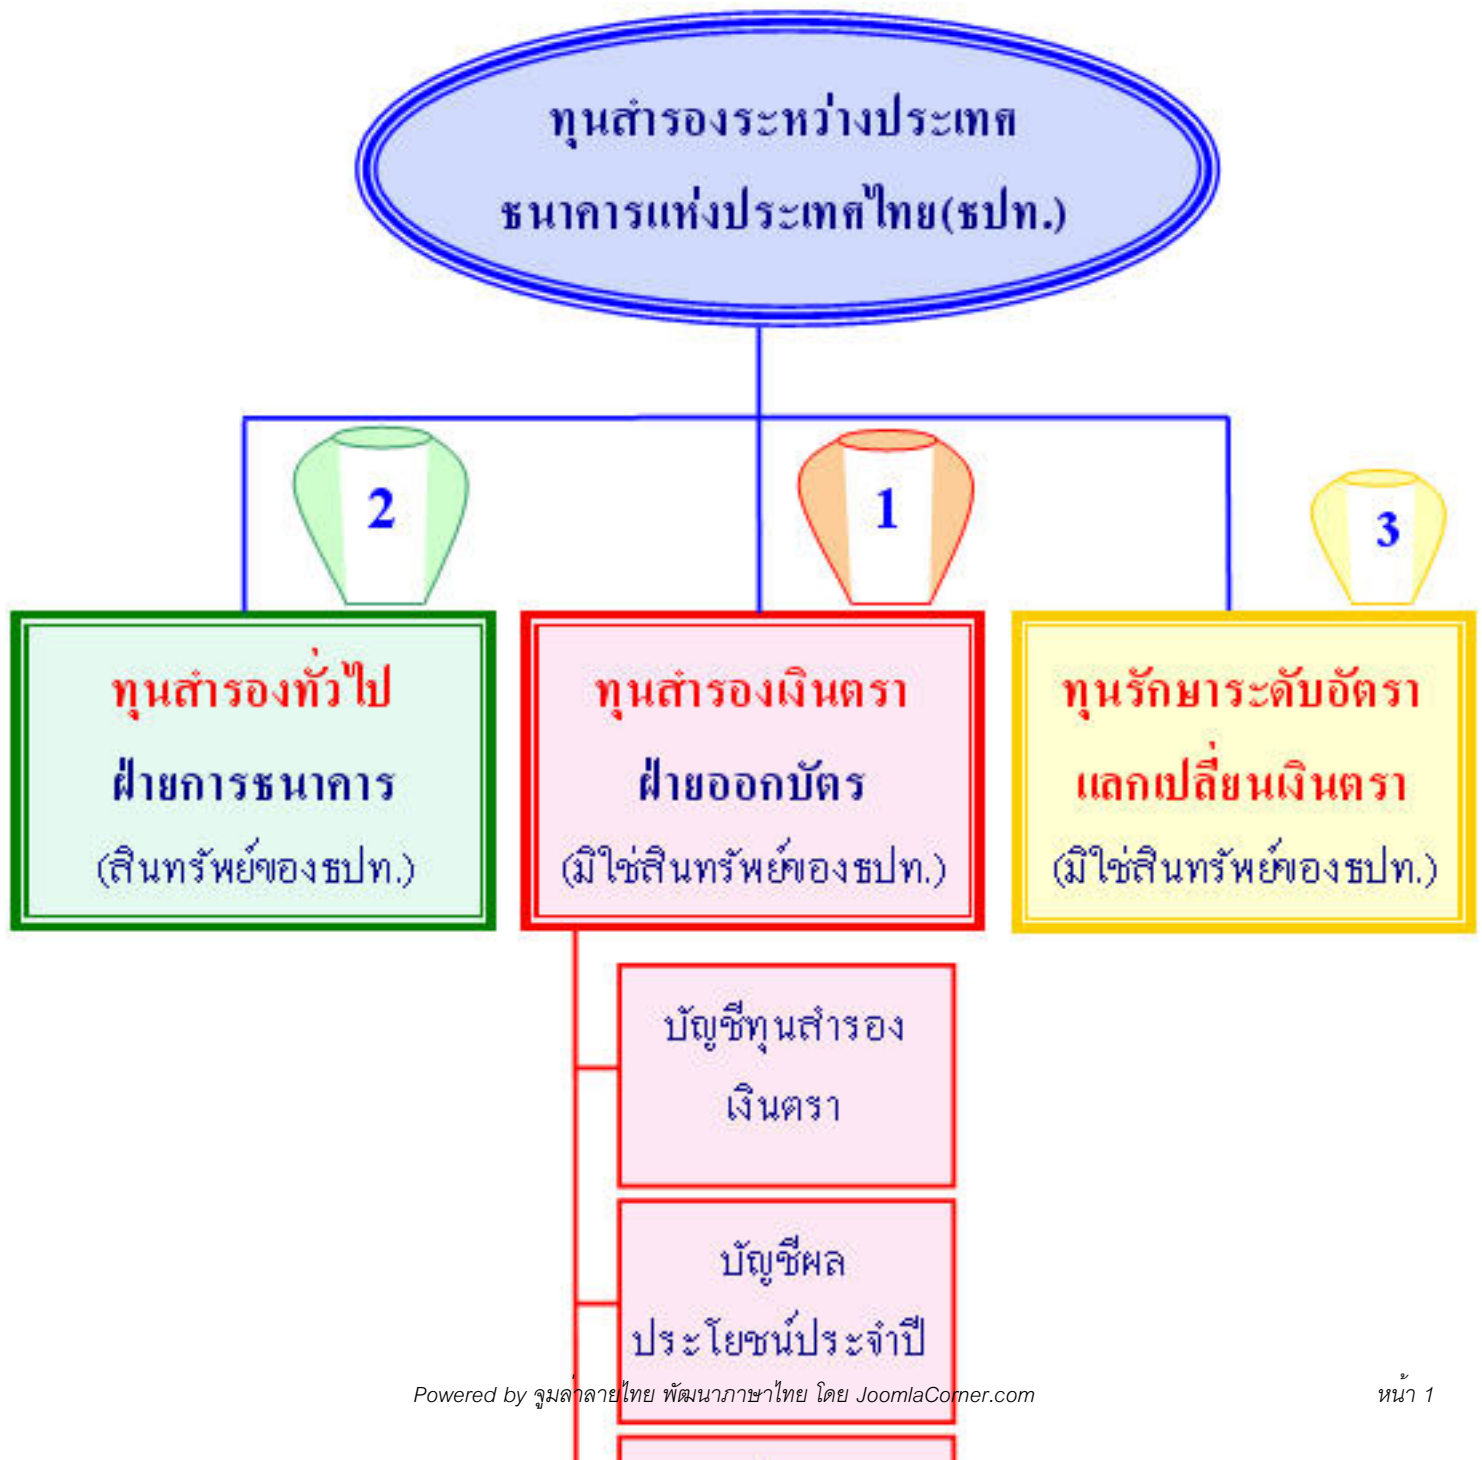 ทุนสำรองระหว่างประเทศ
ธนาคารแห่งประเทศไทย(ธปท.)
2
1
3
ทุนสำรองทั่วไป
ฝ่ายการธนาคาร
(สินทรัพย์ของธปท.)
ทุนสำรองเงินตรา
ฝ่ายออกบัตร
(มิใช่สินทรัพย์ของธปท.)
ทุนรักษาระดับอัตรา
แลกเปลี่ยนเงินตรา
(มิใช่สินทรัพย์ของธปท.)
บัญชีทุนสำรอง
เงินตรา
บัญชีผล
ประโยชน์ประจำปี
Powered by จูมล่าลายไทย พัฒนาภาษาไทย โดย JoomlaCorner.com
หน้า 1